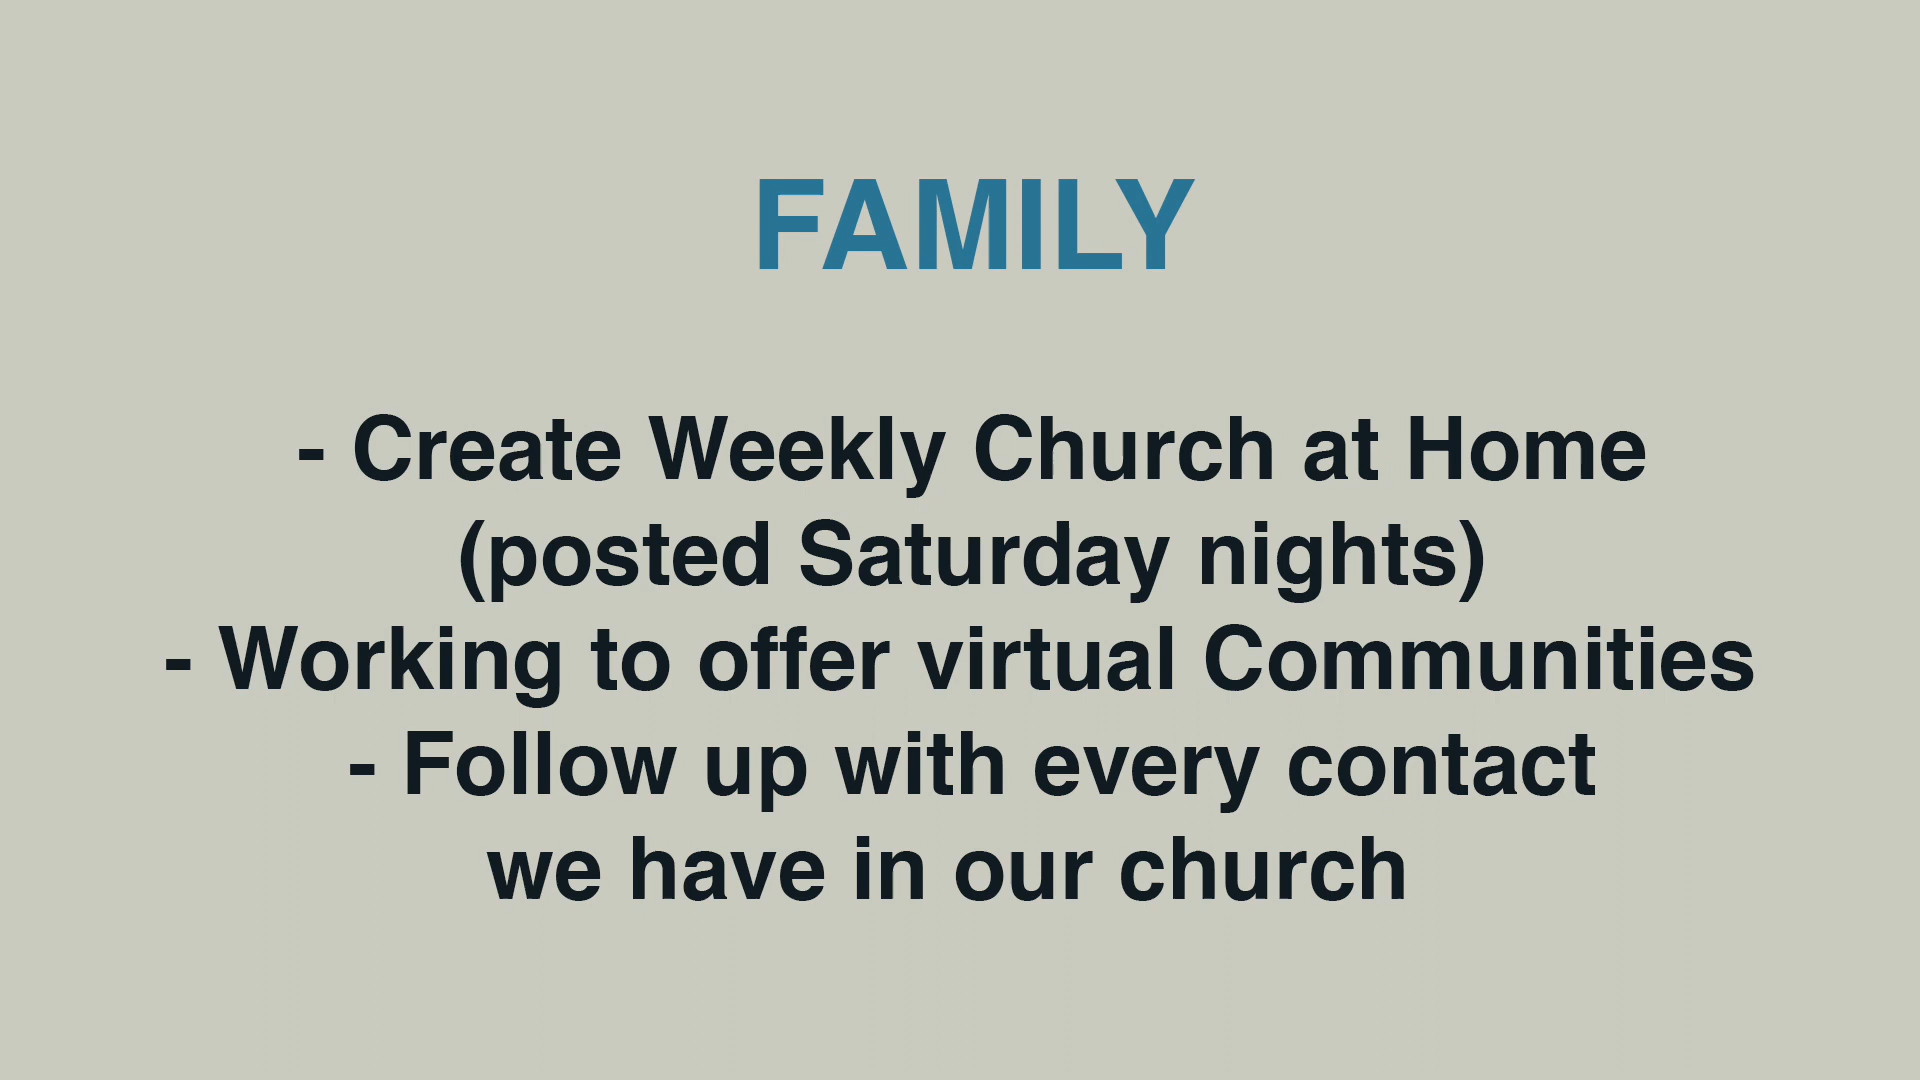 FAMILY
- Create Weekly Church at Home
(posted Saturday nights)
- Working to offer virtual Communities
- Follow up with every contact
we have in our church